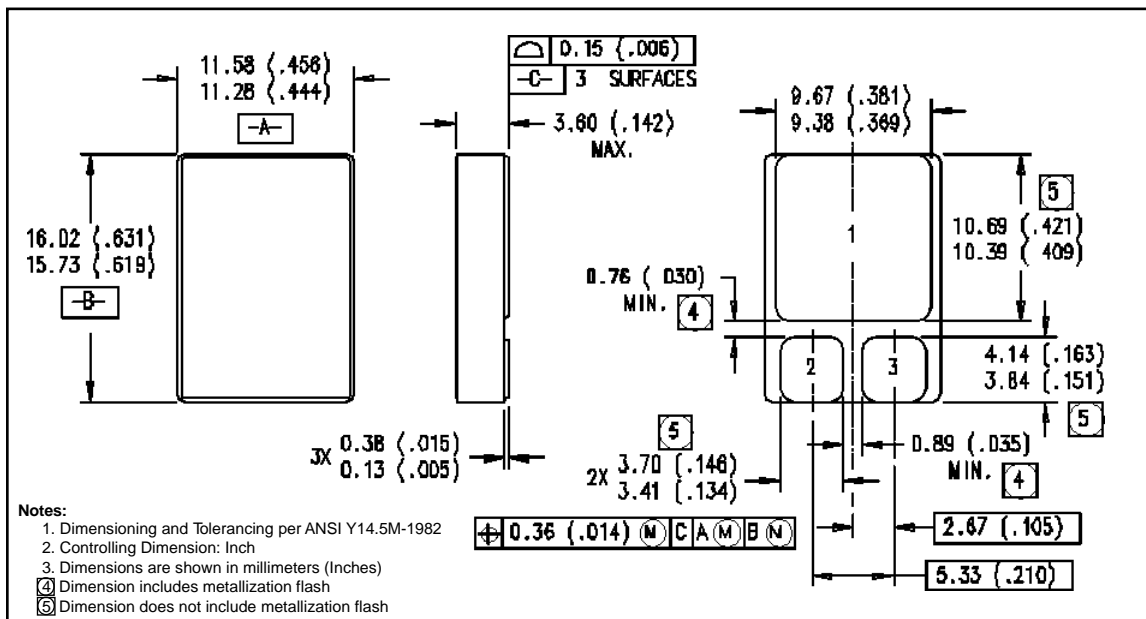 0.15 (.006)
-C- 3 SURFACES
11.58 (.456)
11.28 (.444)
-A-
3.60 (.142)
MAX.
9.67 (.381)
9.38 (.369)
16.02 (.631)
15.73 (.619)
-B-
1
5
10.69 (.421)
10.39 ( 409)
0.76 ( 030)
MIN. 4
2
3
4.14 (.163)
3.84 (.151)
5
3X 0.38 (.015)
0.13 (.005)
5
2X 3.70 (.146)
3.41 (.134)
0.89 (.035)
MIN. 4
0.36 (.014) M C A M B N
2.67 (.105)
5.33 (.210)
Notes:
1. Dimensioning and Tolerancing per ANSI Y14.5M-1982
2. Controlling Dimension: Inch
3. Dimensions are shown in millimeters (Inches)
4 Dimension includes metallization flash
5 Dimension does not include metallization flash